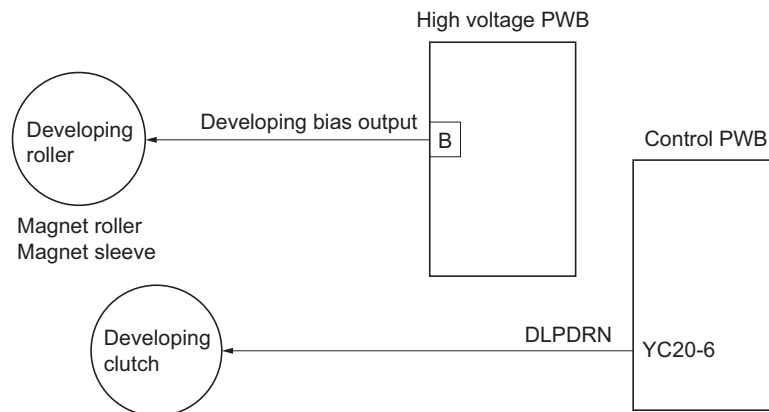 High voltage PWB
Developing
roller
Developing bias output
B
Control PWB
Magnet roller
Magnet sleeve
Developing
clutch
DLPDRN
YC20-6